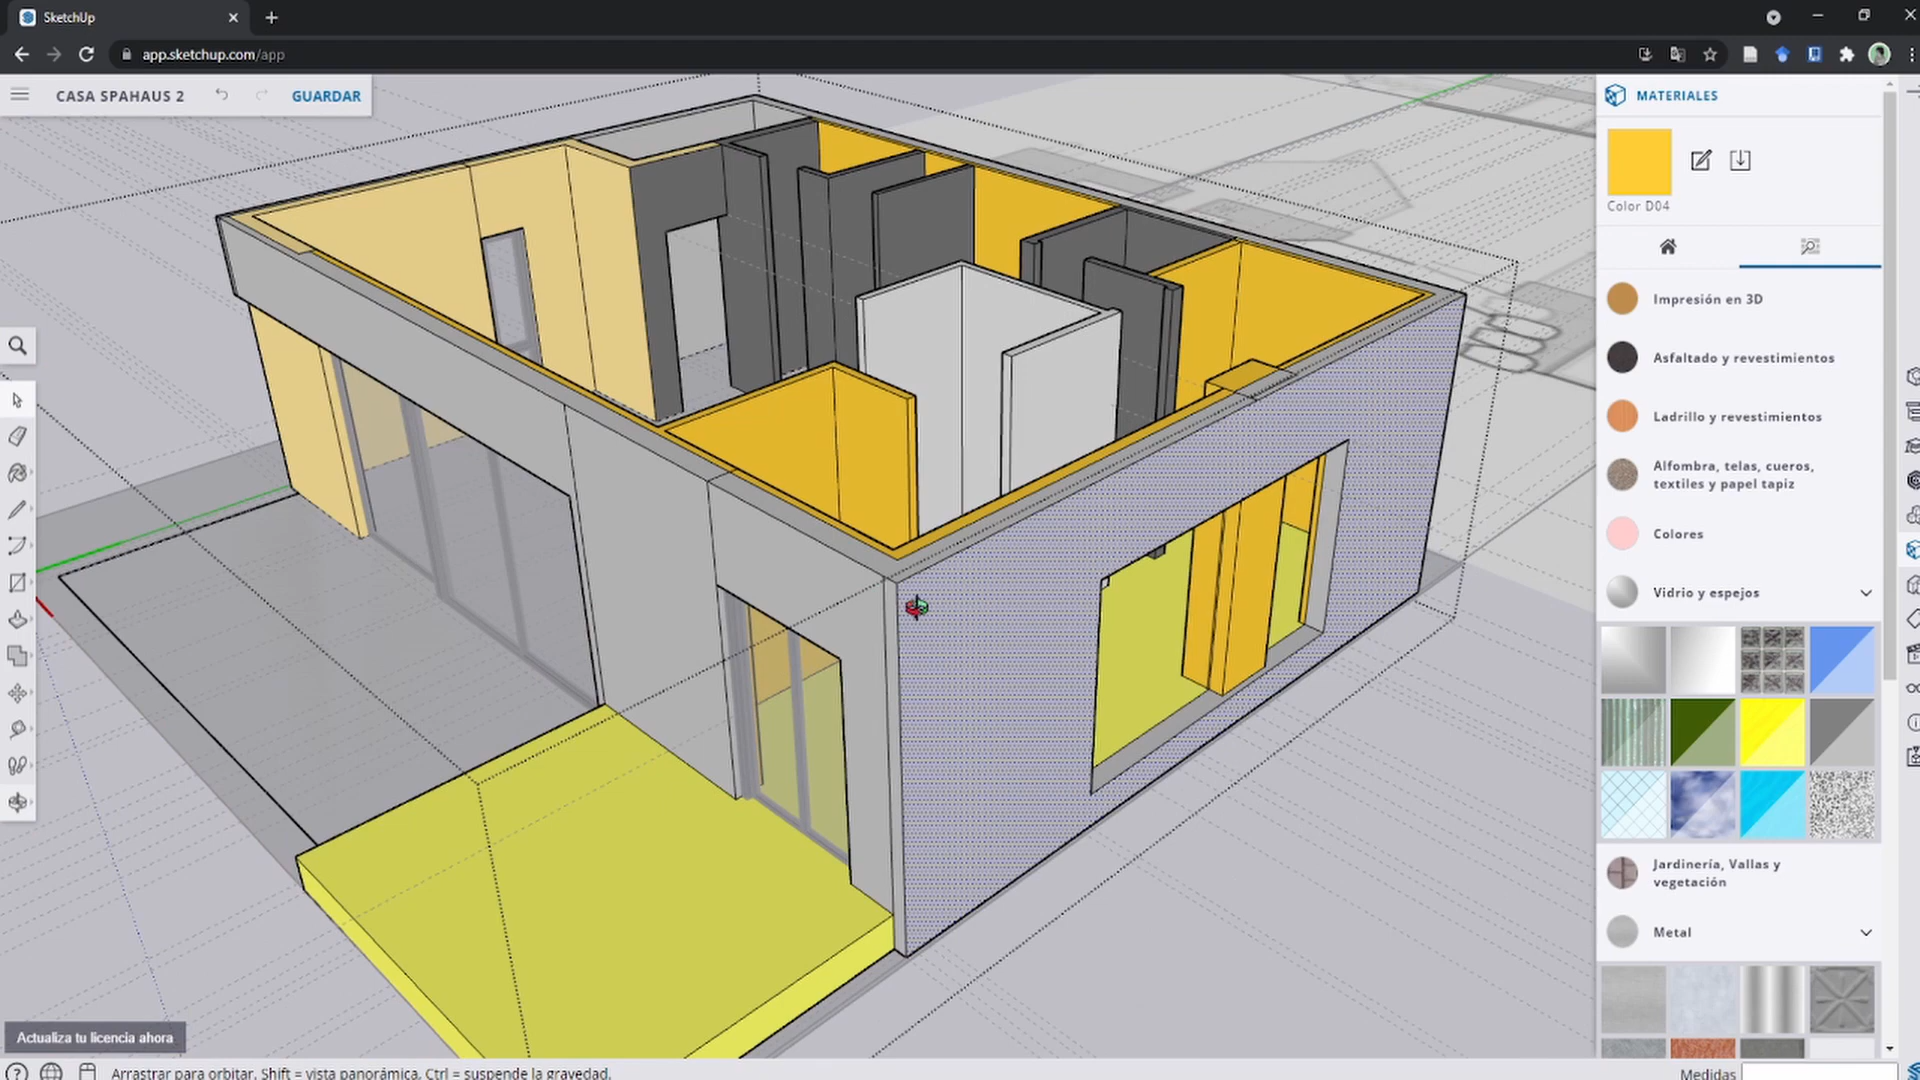 SketchUp
app.sketchup.com/app
CASA SPAHAUS 2
GUARDAR
MATERIALES
Color D04
Impresión en 3D
Asfaltado y revestimientos
Ladrillo y revestimientos
Alfombra, telas, cueros,
textiles y papel tapiz
Colores
Vidrio y espejos
Jardinería, Vallas y
vegetación
Metal
Actualiza tu licencia ahora
Arrastrar para orbitar. Shift = vista panorámica, Ctrl = suspende la gravedad.
Medidas